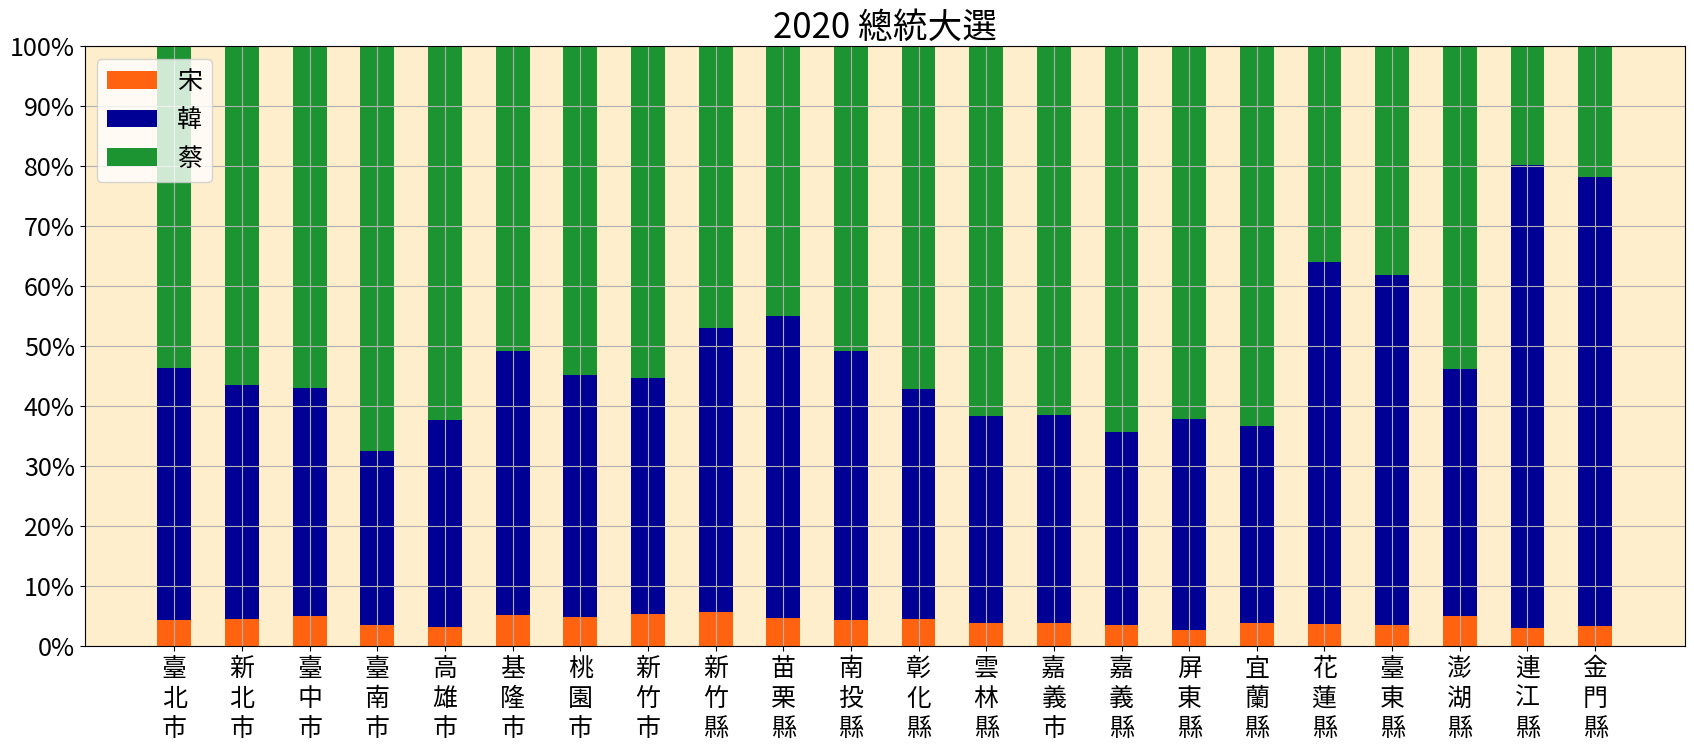 2020 總統大選
100%
90%
80%
70%
60%
50%
40%
30%
20%
10%
0%
宋
韓
蔡
臺北市
新北市
臺中市
臺南市
高雄市
基隆市
桃園市
新竹市
新竹縣
苗栗縣
南投縣
彰化縣
雲林縣
嘉義市
嘉義縣
屏東縣
宜蘭縣
花蓮縣
臺東縣
澎湖縣
連江縣
金門縣